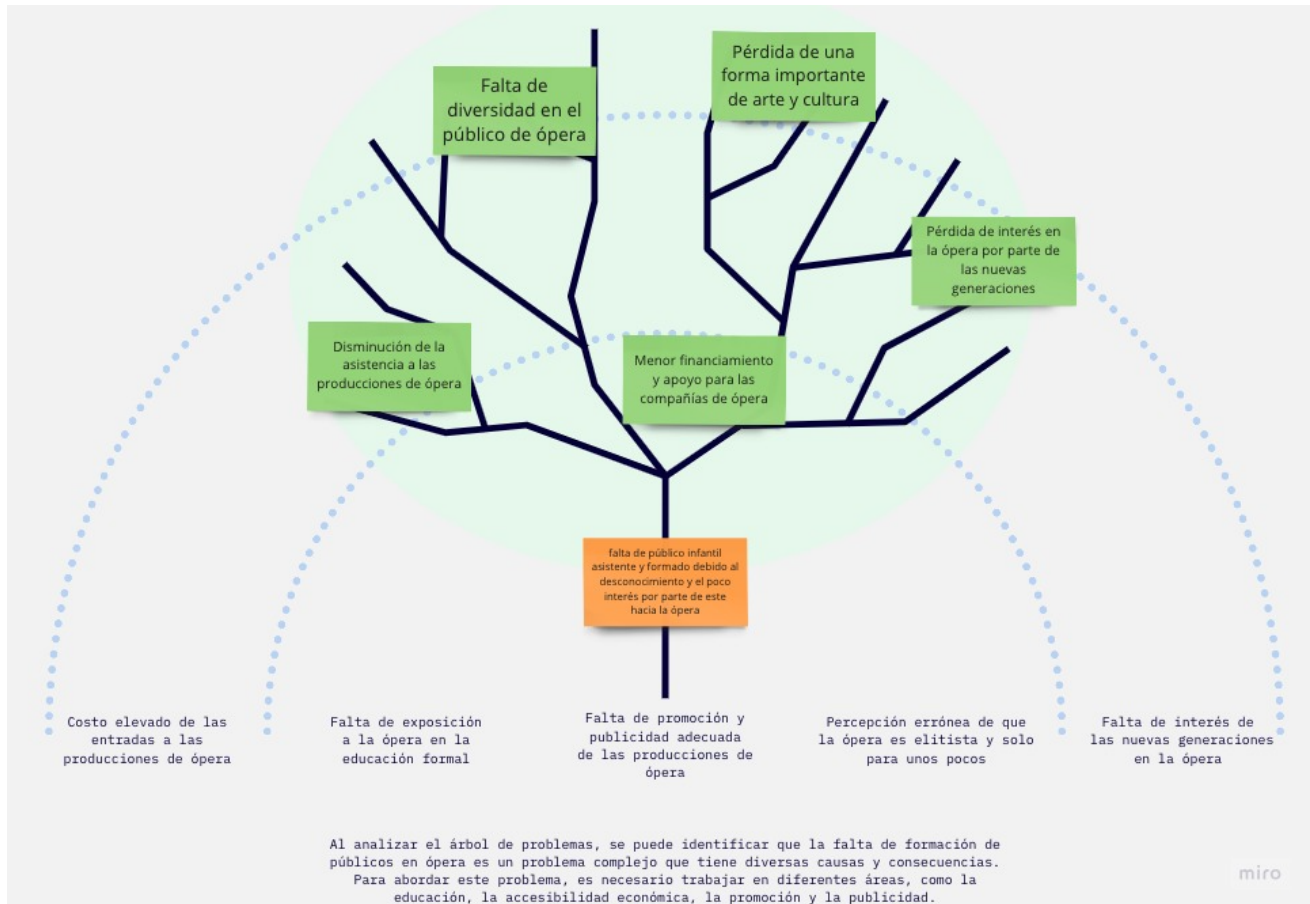 Falta de
diversidad en el
público de ópera
Pérdida de una
forma importante
de arte y cultura
Pérdida de interés en
la ópera por parte de
las nuevas
generaciones
Disminución de la
asistencia a las
producciones de ópera
Menor financiamiento
y apoyo para las
compañías de ópera
falta de público infantil
asistente y formado debido al
desconocimiento y el poco
interés por parte de este
hacia la ópera
Costo elevado de las
entradas a las
producciones de ópera
Falta de exposición
a la ópera en la
educación formal
Falta de promoción y
publicidad adecuada
de las producciones de
ópera
Percepción errónea de que
la ópera es elitista y solo
para unos pocos
Falta de interés de
las nuevas generaciones
en la ópera
Al analizar el árbol de problemas, se puede identificar que la falta de formación de
públicos en ópera es un problema complejo que tiene diversas causas y consecuencias.
Para abordar este problema, es necesario trabajar en diferentes áreas, como la
educación, la accesibilidad económica, la promoción y la publicidad.
miro